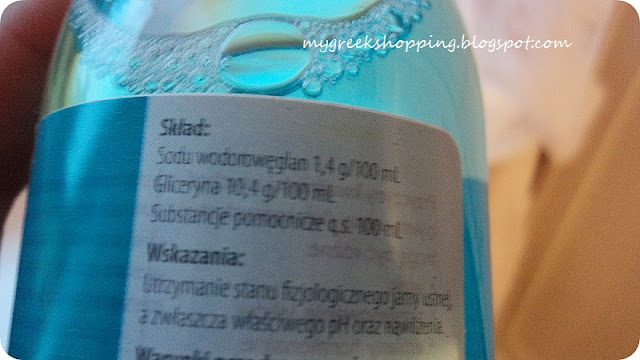 mygreekshopping.blogspot.com
Skład:
Sodu wodorowęglan 1,4 g/100 mL
Gliceryna 10,4 g/100 mL
Substancje pomocnicze q.s. 100 mL
Wskazania:
Utrzymanie stanu fizjologicznego jamy ustnej,
a zwłaszcza właściwego pH oraz nawilżenia.